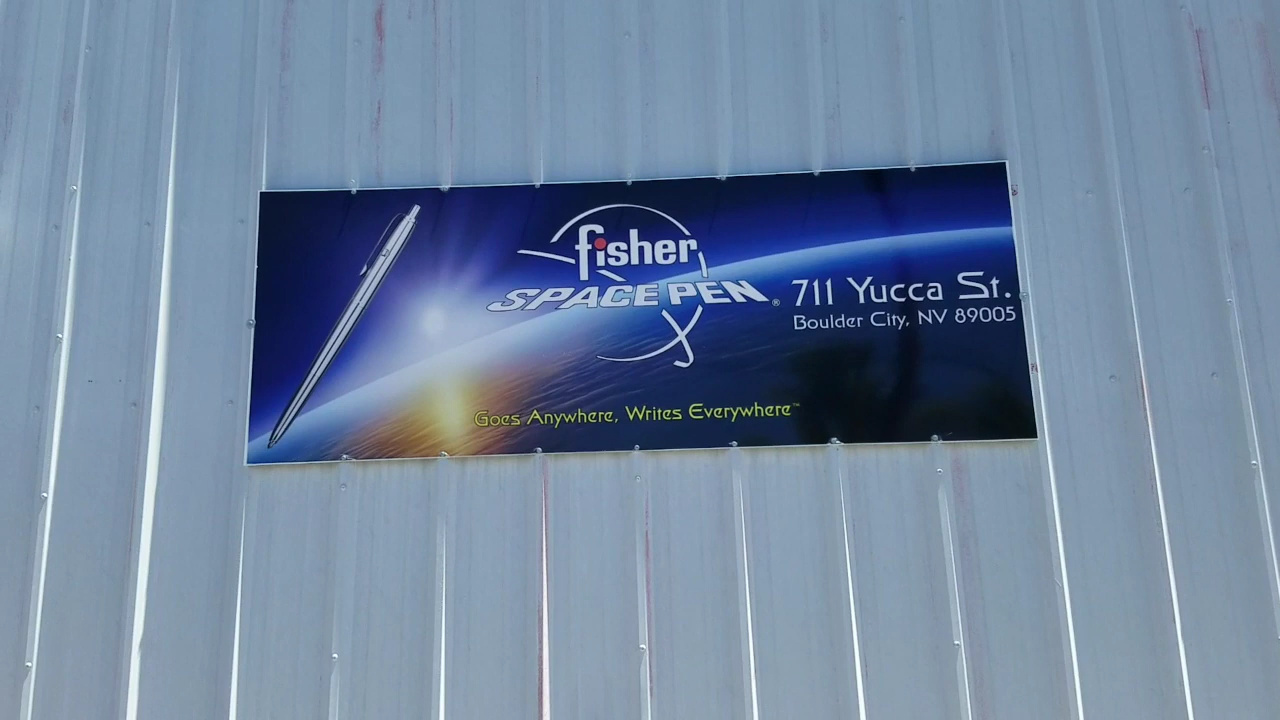 fisher
SPACE PEN®
711 Yucca St.
Boulder City, NV 89005
Goes Anywhere, Writes Everywhere™